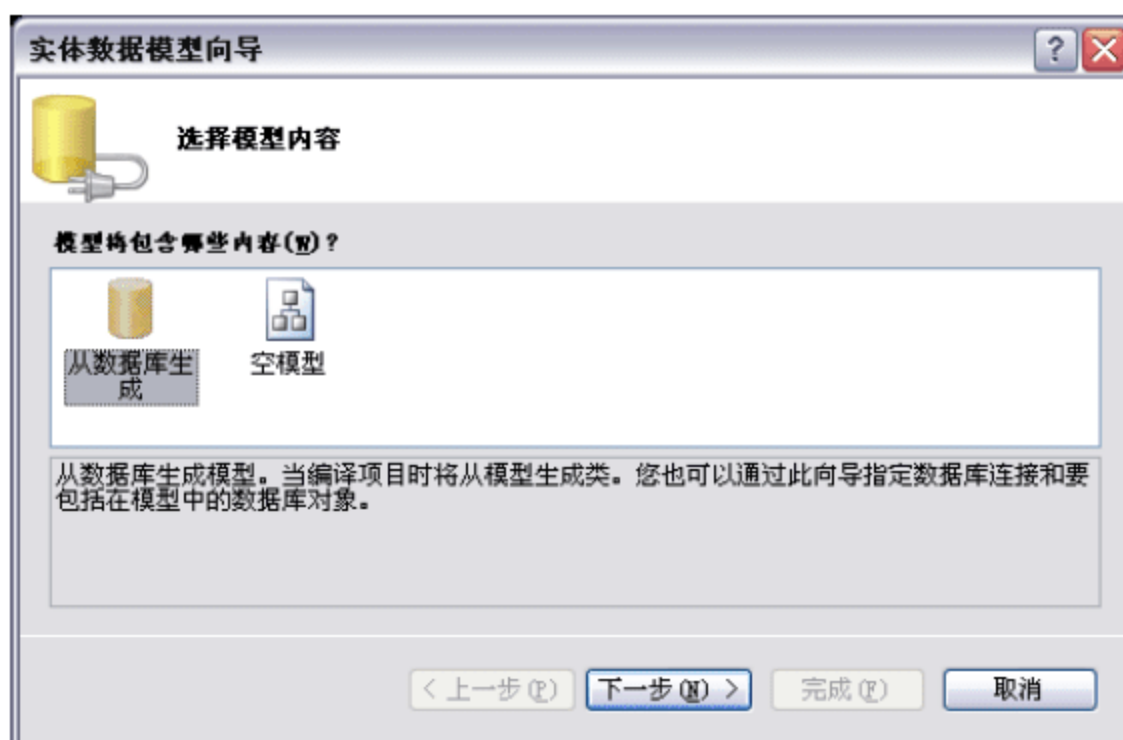 实体数据模型向导
选择模型内容
模型将包含哪些内容(W)?
从数据库生
成
空模型
从数据库生成模型。当编译项目时将从模型生成类。您也可以通过此向导指定数据库连接和要
包括在模型中的数据库对象。
< 上一步(P) 下一步(N) > 完成(F) 取消